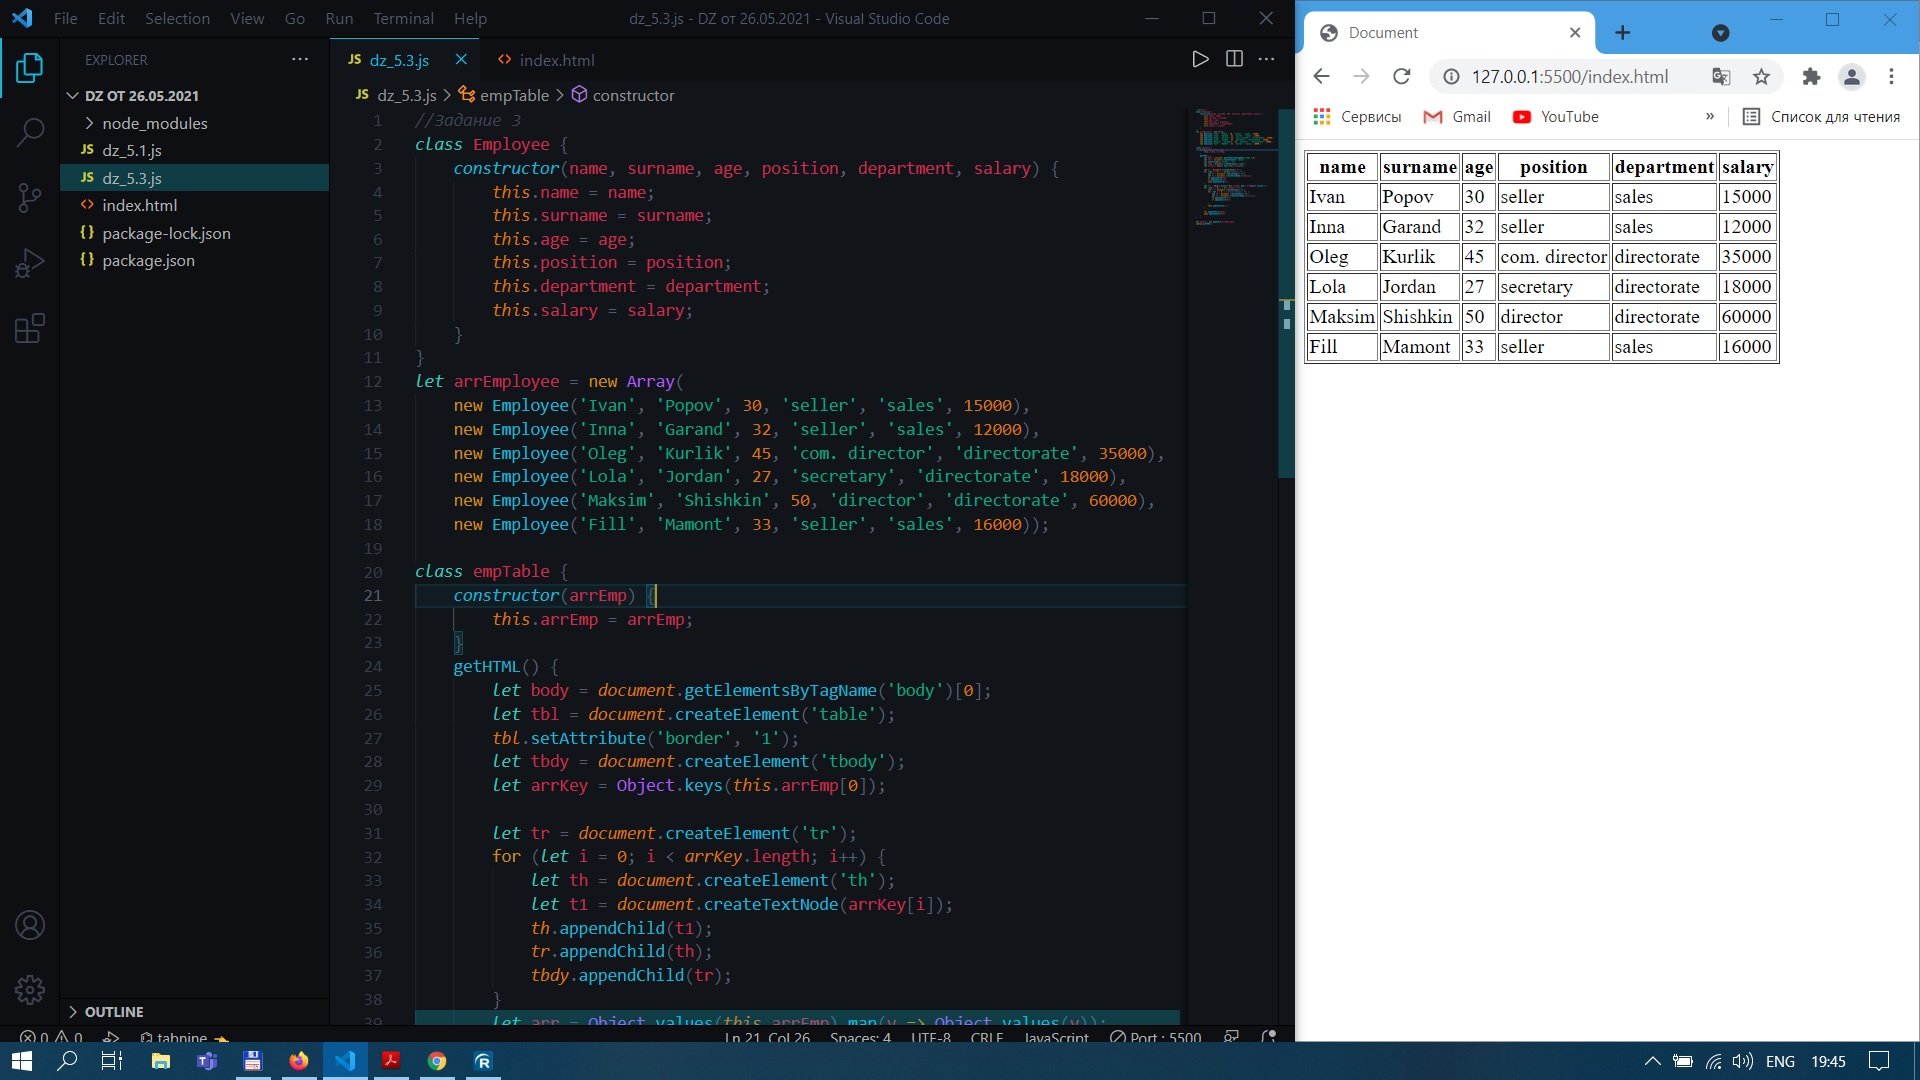 File Edit Selection View Go Run Terminal Help
dz_5.3.js - DZ от 26.05.2021 - Visual Studio Code
EXPLORER
DZ ОТ 26.05.2021
node_modules
JS dz_5.1.js
JS dz_5.3.js
<> index.html
{} package-lock.json
{} package.json
OUTLINE
JS dz_5.3.js
<> index.html
JS dz_5.3.js > empTable > constructor
1 //Задание 3
2 class Employee {
3 constructor(name, surname, age, position, department, salary) {
4 this.name = name;
5 this.surname = surname;
6 this.age = age;
7 this.position = position;
8 this.department = department;
9 this.salary = salary;
10 }
11 }
12 let arrEmployee = new Array(
13 new Employee('Ivan', 'Popov', 30, 'seller', 'sales', 15000),
14 new Employee('Inna', 'Garand', 32, 'seller', 'sales', 12000),
15 new Employee('Oleg', 'Kurlik', 45, 'com. director', 'directorate', 35000),
16 new Employee('Lola', 'Jordan', 27, 'secretary', 'directorate', 18000),
17 new Employee('Maksim', 'Shishkin', 50, 'director', 'directorate', 60000),
18 new Employee('Fill', 'Mamont', 33, 'seller', 'sales', 16000));
19
20 class empTable {
21 constructor(arrEmp) {
22 this.arrEmp = arrEmp;
23 }
24 getHTML() {
25 let body = document.getElementsByTagName('body')[0];
26 let tbl = document.createElement('table');
27 tbl.setAttribute('border', '1');
28 let tbdy = document.createElement('tbody');
29 let arrKey = Object.keys(this.arrEmp[0]);
30
31 let tr = document.createElement('tr');
32 for (let i = 0; i < arrKey.length; i++) {
33 let th = document.createElement('th');
34 let t1 = document.createTextNode(arrKey[i]);
35 th.appendChild(t1);
36 tr.appendChild(th);
37 tbdy.appendChild(tr);
38 }
39 let arr = Object.values(this.arrEmp).map(v => Object.values(v));
0 0 tabnine Ln 21, Col 26 Spaces: 4 UTF-8 CRLF JavaScript Port : 5500
Document
127.0.0.1:5500/index.html
Сервисы Gmail YouTube » Список для чтения
name surname age position department salary
Ivan Popov 30 seller sales 15000
Inna Garand 32 seller sales 12000
Oleg Kurlik 45 com. director directorate 35000
Lola Jordan 27 secretary directorate 18000
Maksim Shishkin 50 director directorate 60000
Fill Mamont 33 seller sales 16000
ENG 19:45